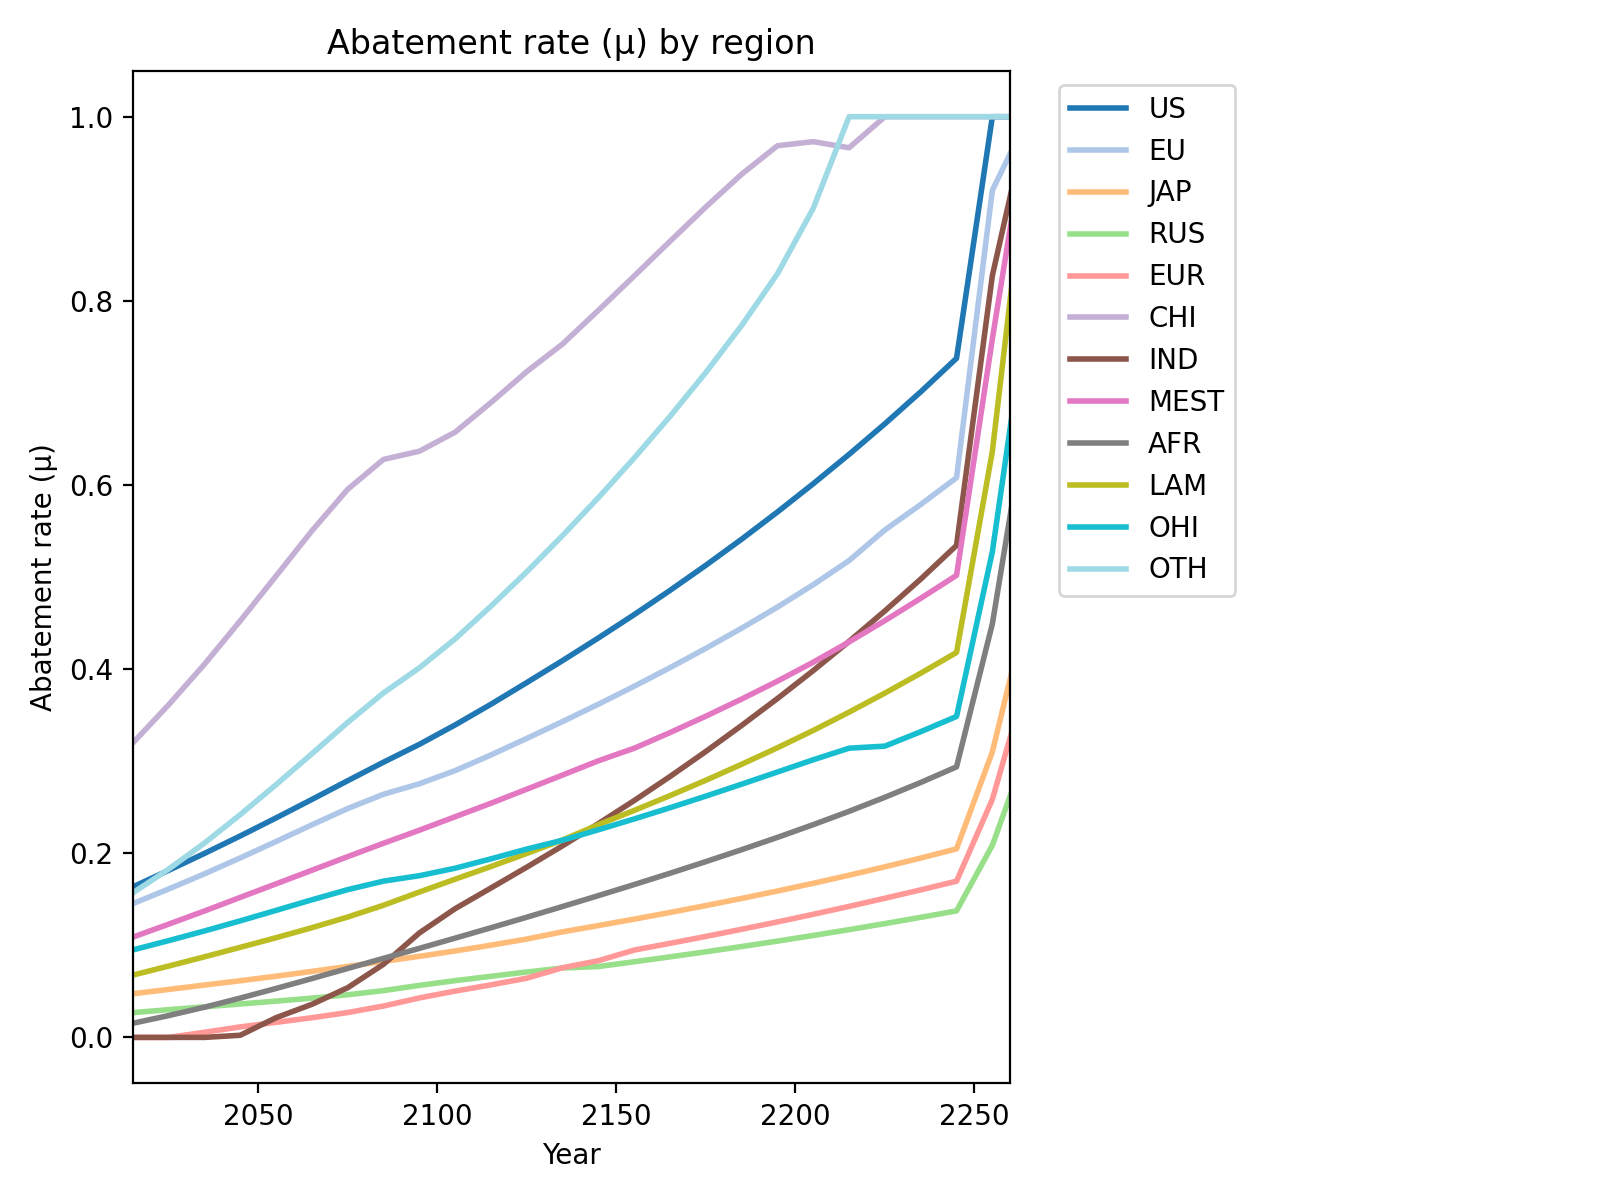 Abatement rate (μ) by region
Abatement rate (μ)
1.0
0.8
0.6
0.4
0.2
0.0
2050
2100
2150
2200
2250
Year
US
EU
JAP
RUS
EUR
CHI
IND
MEST
AFR
LAM
OHI
OTH